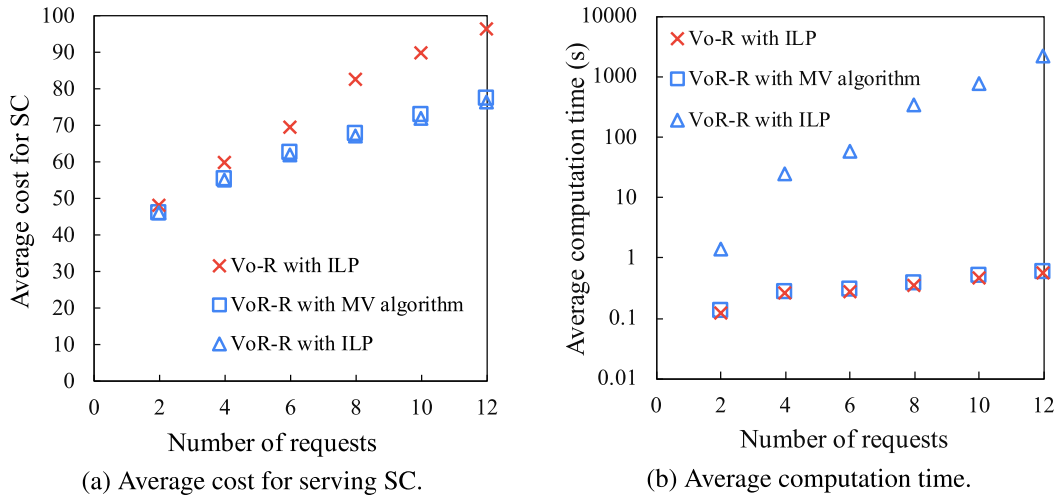 100
90
80
70
60
50
40
30
20
10
0
Average cost for SC
Vo-R with ILP
VoR-R with MV algorithm
VoR-R with ILP
0 2 4 6 8 10 12
Number of requests
(a) Average cost for serving SC.
10000
1000
100
10
1
0.1
0.01
Average computation time (s)
Vo-R with ILP
VoR-R with MV algorithm
VoR-R with ILP
0 2 4 6 8 10 12
Number of requests
(b) Average computation time.